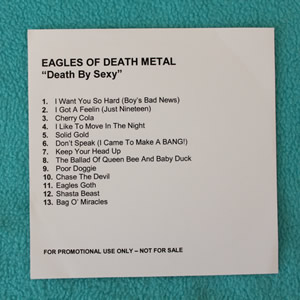 EAGLES OF DEATH METAL
"Death By Sexy"
1. I Want You So Hard (Boy's Bad News)
2. I Got A Feelin (Just Nineteen)
3. Cherry Cola
4. I Like To Move In The Night
5. Solid Gold
6. Don't Speak (I Came To Make A BANG!)
7. Keep Your Head Up
8. The Ballad Of Queen Bee And Baby Duck
9. Poor Doggie
10. Chase The Devil
11. Eagles Goth
12. Shasta Beast
13. Bag O' Miracles
FOR PROMOTIONAL USE ONLY – NOT FOR SALE